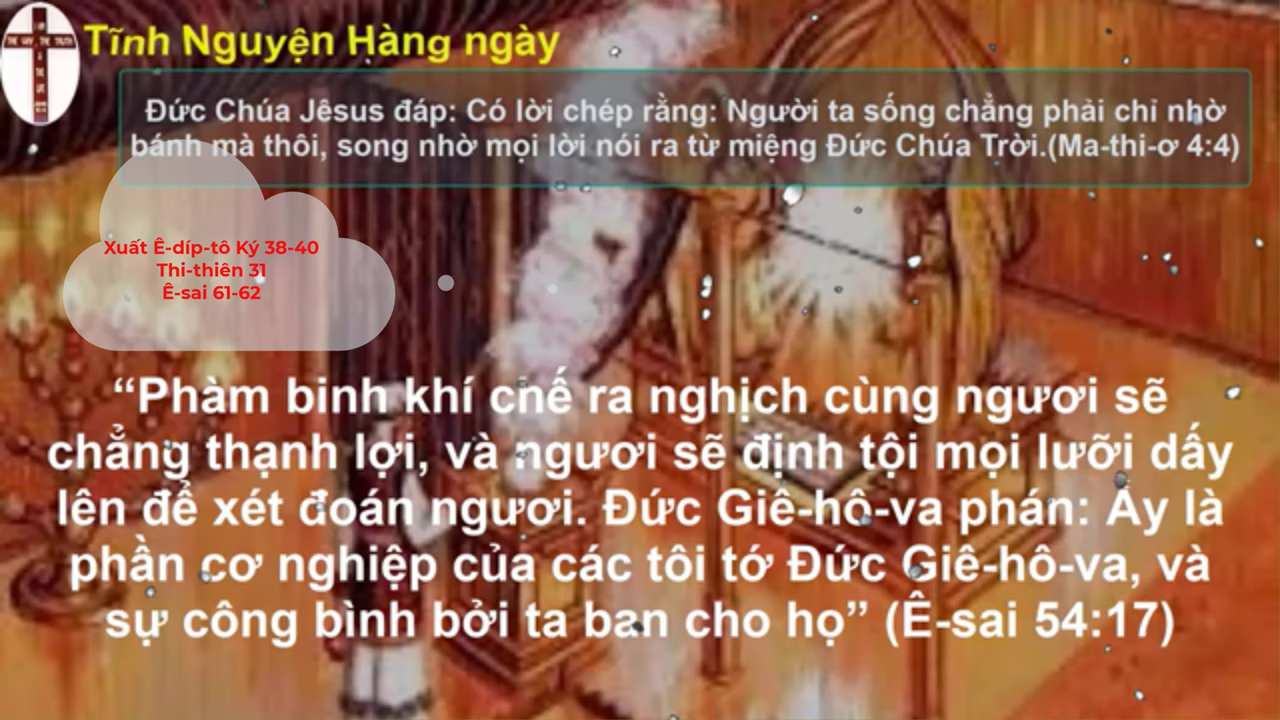 Tĩnh Nguyện Hàng ngày
Đức Chúa Jêsus đáp: Có lời chép rằng: Người ta sống chẳng phải chỉ nhờ
bánh mà thôi, song nhờ mọi lời nói ra từ miệng Đức Chúa Trời.(Ma-thi-ơ 4:4)
Xuất Ê-díp-tô Ký 38-40
Thi-thiên 31
Ê-sai 61-62
“Phàm binh khí chế ra nghịch cùng ngươi sẽ
chẳng thạnh lợi, và ngươi sẽ định tội mọi lưỡi dấy
lên để xét đoán ngươi. Đức Giê-hô-va phán: Ấy là
phần cơ nghiệp của các tôi tớ Đức Giê-hô-va, và
sự công bình bởi ta ban cho họ” (Ê-sai 54:17)